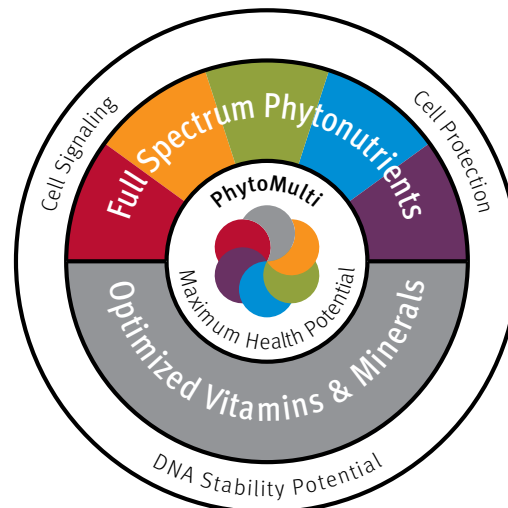 Cell Signaling
Cell Protection
Full Spectrum Phytonutrients
PhytoMulti
Maximum Health Potential
Optimized Vitamins & Minerals
DNA Stability Potential